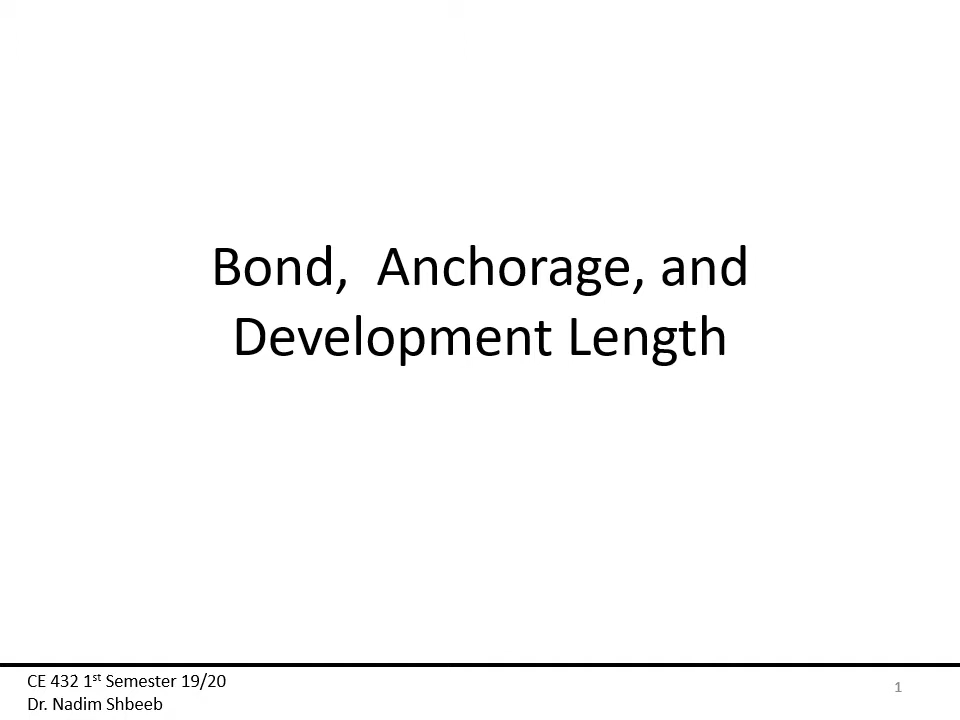 Bond,  Anchorage, and
Development Length
CE 432 1st Semester 19/20
Dr. Nadim Shbeeb
1